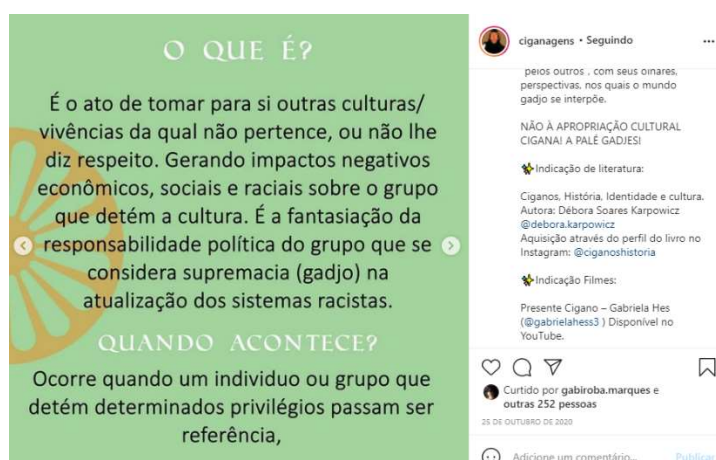 O QUE É?
É o ato de tomar para si outras culturas/
vivências da qual não pertence, ou não lhe
diz respeito. Gerando impactos negativos
econômicos, sociais e raciais sobre o grupo
que detém a cultura. É a fantasiação da
responsabilidade política do grupo que se
considera supremacia (gadjo) na
atualização dos sistemas racistas.
QUANDO ACONTECE?
Ocorre quando um individuo ou grupo que
detém determinados privilégios passam ser
referência,
ciganagens • Seguindo
pelos outros , com seus olhares,
perspectivas, nos quais o mundo
gadjo se interpõe.
NÃO À APROPRIAÇÃO CULTURAL
CIGANA! A PALÉ GADJES!
Indicação de literatura:
Ciganos, História, Identidade e cultura.
Autora: Débora Soares Karpowicz
@debora.karpowicz
Aquisição através do perfil do livro no
Instagram: @ciganoshistoria
Indicação Filmes:
Presente Cigano – Gabriela Hes
(@gabrielahess3 ) Disponível no
YouTube.
Curtido por gabiroba.marques e
outras 252 pessoas
25 DE OUTUBRO DE 2020
Adicione um comentário... Publicar